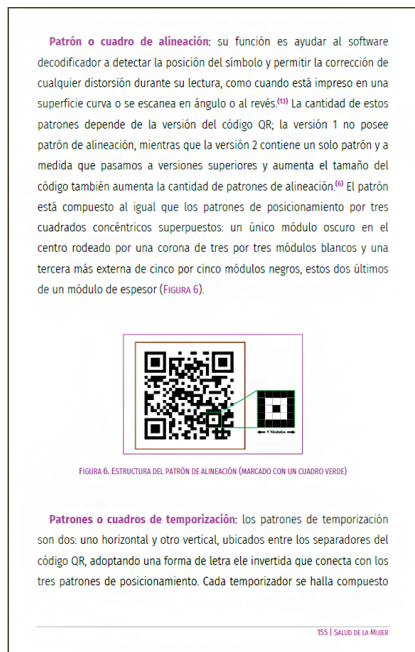 Patrón o cuadro de alineación: su función es ayudar al software
decodificador a detectar la posición del símbolo y permitir la corrección de
cualquier distorsión durante su lectura, como cuando está impreso en una
superficie curva o se escanea en ángulo o al revés.(13) La cantidad de estos
patrones depende de la versión del código QR; la versión 1 no posee
patrón de alineación, mientras que la versión 2 contiene un solo patrón y a
medida que pasamos a versiones superiores y aumenta el tamaño del
código también aumenta la cantidad de patrones de alineación.(6) El patrón
está compuesto al igual que los patrones de posicionamiento por tres
cuadrados concéntricos superpuestos: un único módulo oscuro en el
centro rodeado por una corona de tres por tres módulos blancos y una
tercera más externa de cinco por cinco módulos negros, estos dos últimos
de un módulo de espesor (FIGURA 6).
5 Módulos
FIGURA 6. ESTRUCTURA DEL PATRÓN DE ALINEACIÓN (MARCADO CON UN CUADRO VERDE)
Patrones o cuadros de temporización: los patrones de temporización
son dos: uno horizontal y otro vertical, ubicados entre los separadores del
código QR, adoptando una forma de letra ele invertida que conecta con los
tres patrones de posicionamiento. Cada temporizador se halla compuesto
155 | SALUD DE LA MUJER